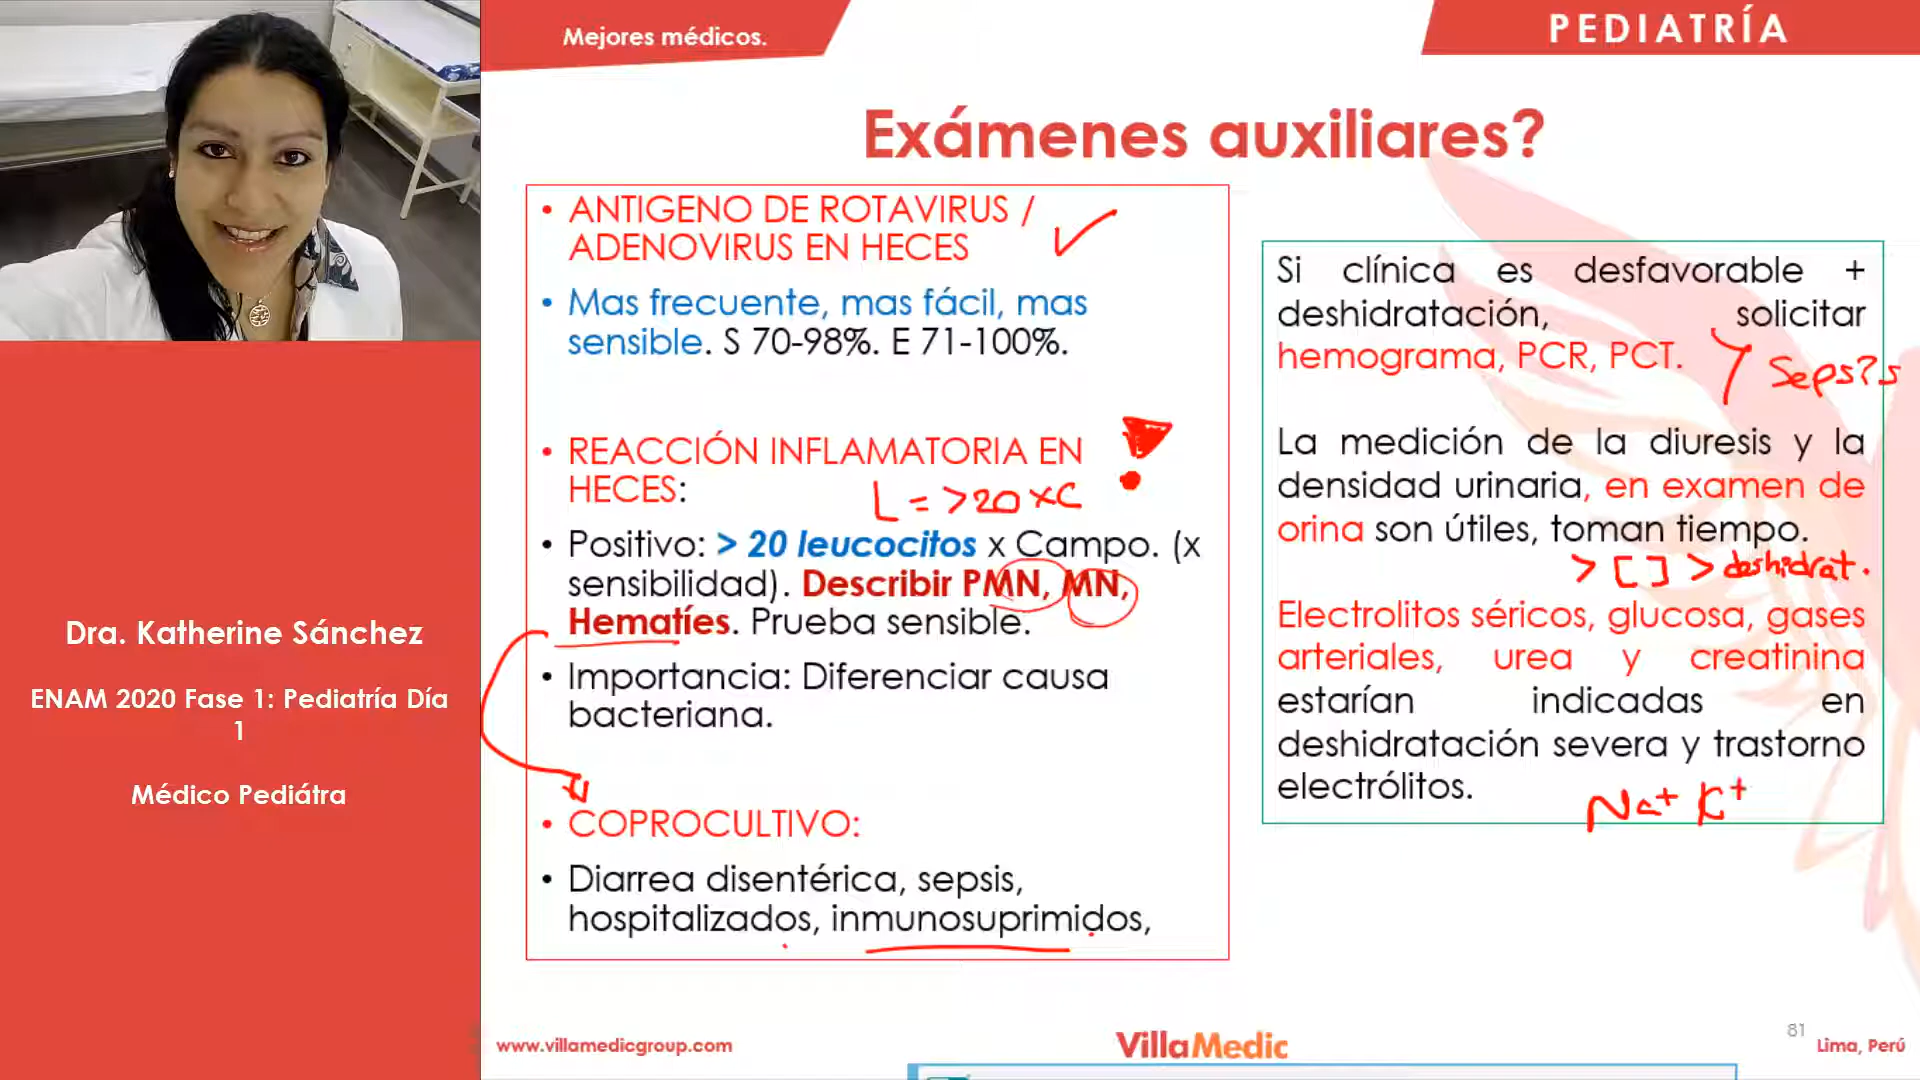 Mejores médicos.
PEDIATRÍA
Exámenes auxiliares?
• ANTIGENO DE ROTAVIRUS /
ADENOVIRUS EN HECES
• Mas frecuente, mas fácil, mas
sensible. S 70-98%. E 71-100%.
• REACCIÓN INFLAMATORIA EN
HECES:
L = >20 x C
• Positivo: > 20 leucocitos x Campo. (x
sensibilidad). Describir PMN, MN,
Hematíes. Prueba sensible.
• Importancia: Diferenciar causa
bacteriana.
• COPROCULTIVO:
• Diarrea disentérica, sepsis,
hospitalizados, inmunosuprimidos,
Si clínica es desfavorable +
deshidratación, solicitar
hemograma, PCR, PCT.
Seps?s
La medición de la diuresis y la
densidad urinaria, en examen de
orina son útiles, toman tiempo.
> [ ] > deshidrat.
Electrolitos séricos, glucosa, gases
arteriales, urea y creatinina
estarían indicadas en
deshidratación severa y trastorno
electrólitos.
Na+ K+
Dra. Katherine Sánchez
ENAM 2020 Fase 1: Pediatría Día
1
Médico Pediátra
www.villamedicgroup.com
VillaMedic
81
Lima, Perú